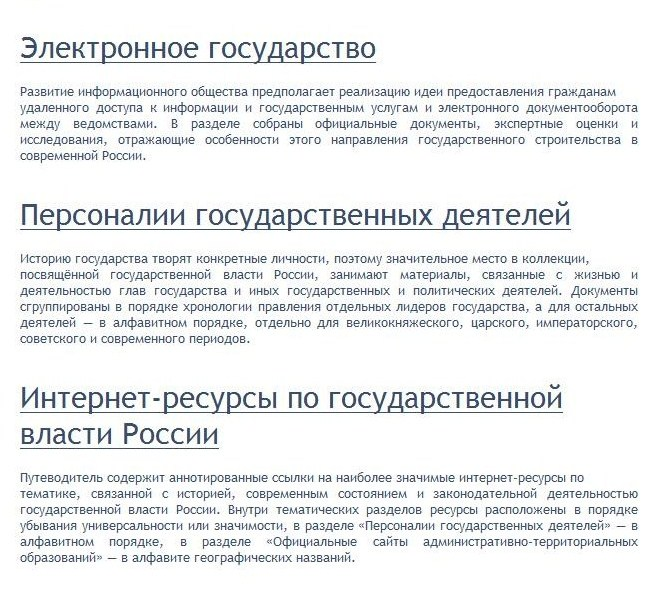 Электронное государство
Развитие информационного общества предполагает реализацию идеи предоставления гражданам
удаленного доступа к информации и государственным услугам и электронного документооборота
между ведомствами. В разделе собраны официальные документы, экспертные оценки и
исследования, отражающие особенности этого направления государственного строительства в
современной России.
Персоналии государственных деятелей
Историю государства творят конкретные личности, поэтому значительное место в коллекции,
посвящённой государственной власти России, занимают материалы, связанные с жизнью и
деятельностью глав государства и иных государственных и политических деятелей. Документы
сгруппированы в порядке хронологии правления отдельных лидеров государства, а для остальных
деятелей — в алфавитном порядке, отдельно для великокняжеского, царского, императорского,
советского и современного периодов.
Интернет-ресурсы по государственной
власти России
Путеводитель содержит аннотированные ссылки на наиболее значимые интернет-ресурсы по
тематике, связанной с историей, современным состоянием и законодательной деятельностью
государственной власти России. Внутри тематических разделов ресурсы расположены в порядке
убывания универсальности или значимости, в разделе «Персоналии государственных деятелей» — в
алфавитном порядке, в разделе «Официальные сайты административно-территориальных
образований» — в алфавите географических названий.